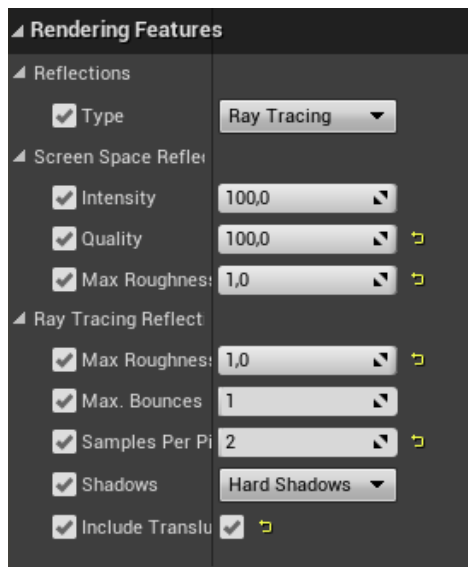 Rendering Features
Reflections
Type Ray Tracing
Screen Space Reflec
Intensity 100,0
Quality 100,0
Max Roughness 1,0
Ray Tracing Reflecti
Max Roughness 1,0
Max. Bounces 1
Samples Per Pi 2
Shadows Hard Shadows
Include Translu